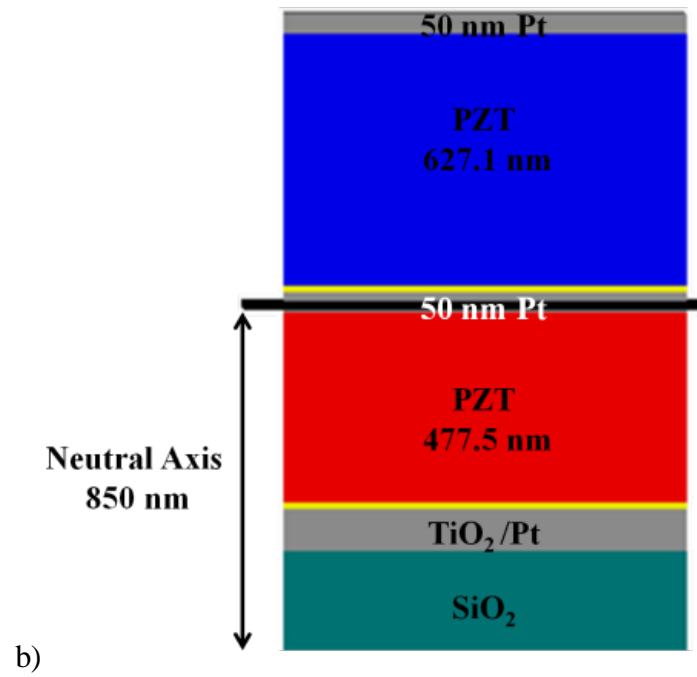 50 nm Pt
PZT
627.1 nm
50 nm Pt
PZT
477.5 nm
Neutral Axis
850 nm
TiO₂ /Pt
SiO₂
b)